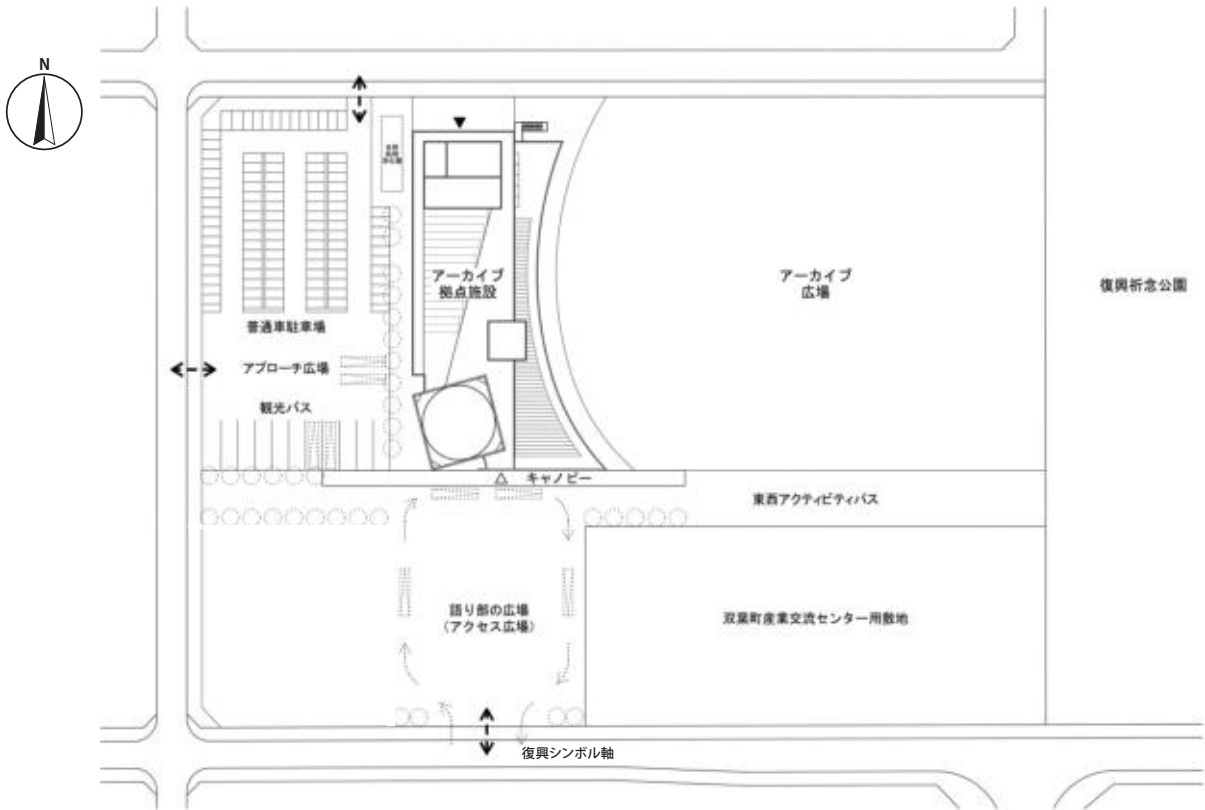 N
アーカイブ
拠点施設
アーカイブ
広場
復興祈念公園
普通車駐車場
アプローチ広場
観光バス
キャノピー
東西アクティビティパス
語り部の広場
(アクセス広場)
双葉町産業交流センター用敷地
復興シンボル軸